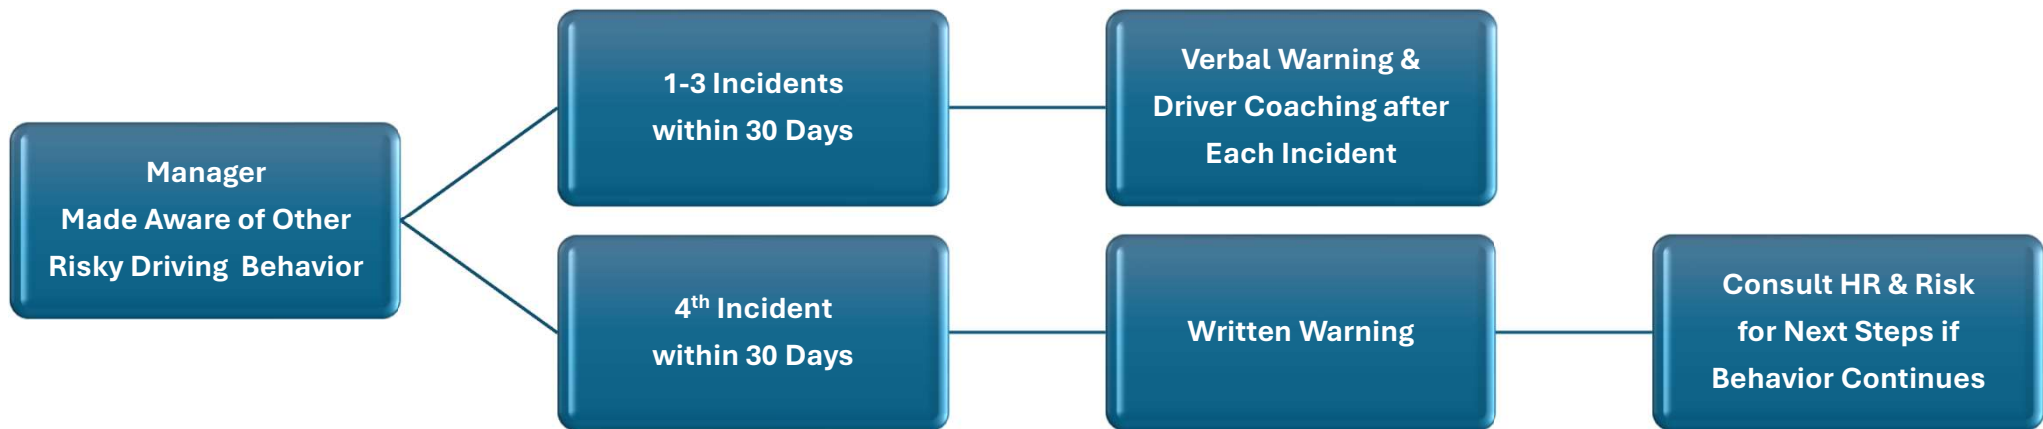 Manager
Made Aware of Other
Risky Driving Behavior
1-3 Incidents
within 30 Days
Verbal Warning &
Driver Coaching after
Each Incident
4th Incident
within 30 Days
Written Warning
Consult HR & Risk
for Next Steps if
Behavior Continues